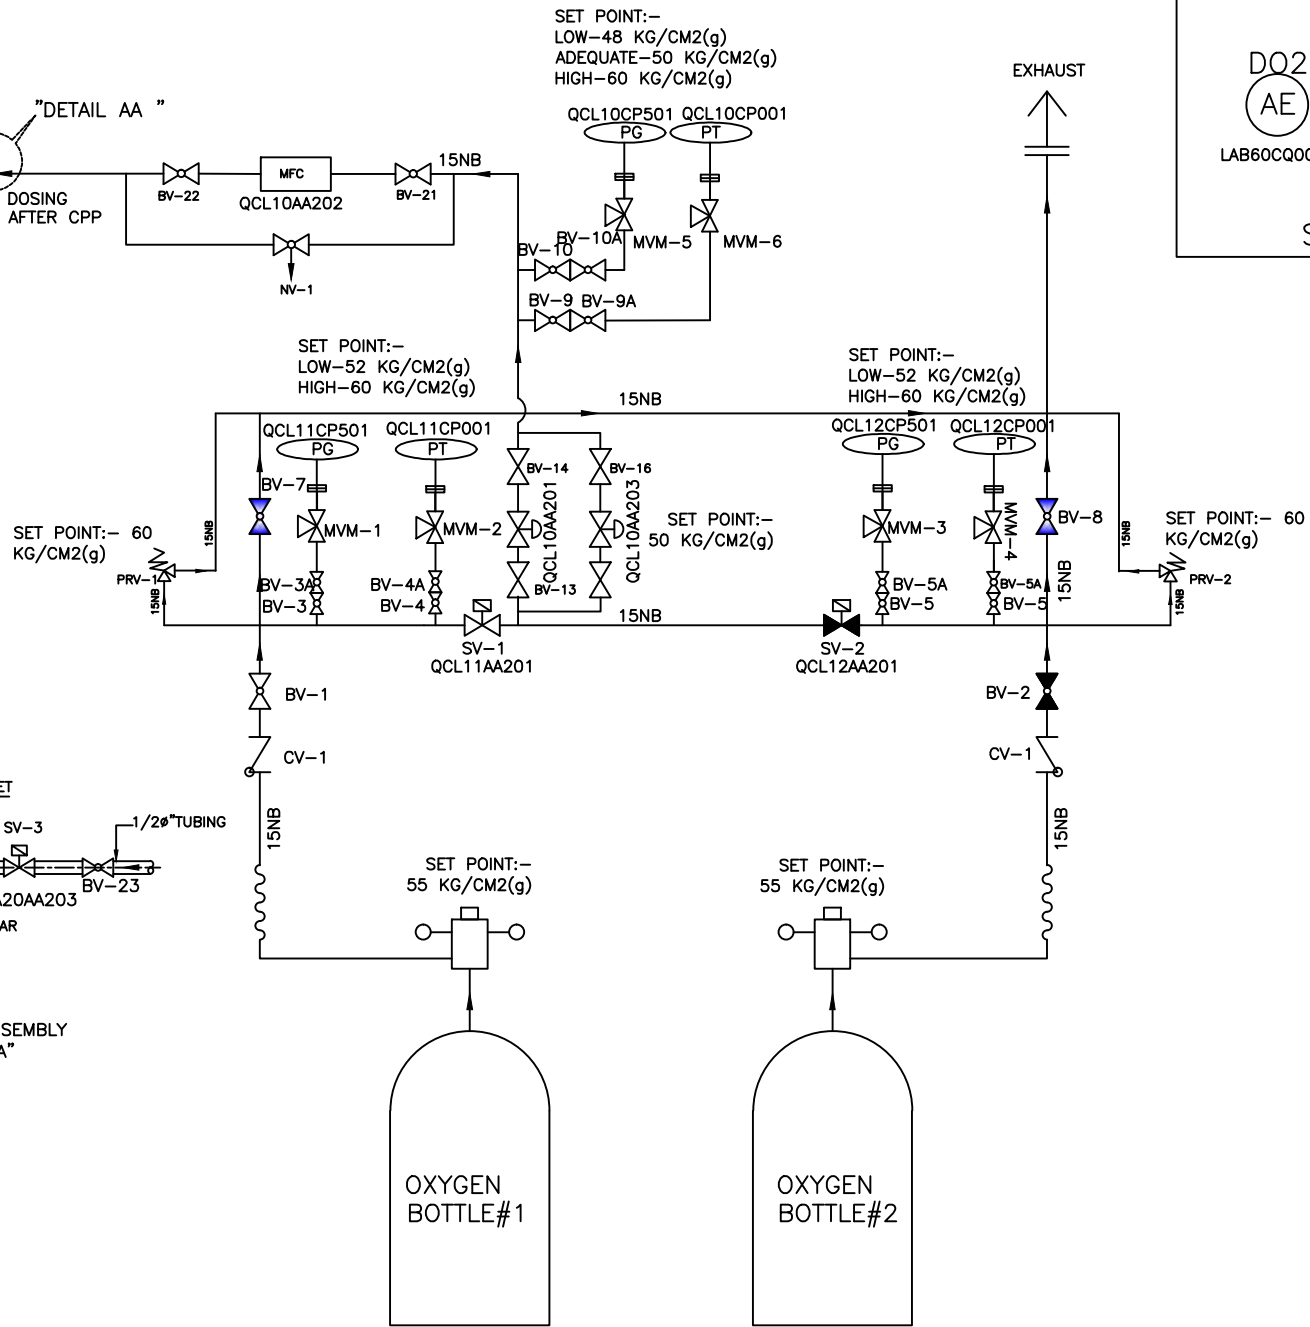 SET POINT:-
LOW-48 KG/CM2(g)
ADEQUATE-50 KG/CM2(g)
HIGH-60 KG/CM2(g)
EXHAUST
DO2
AE
LAB60CQ00
S
"DETAIL AA "
QCL10CP501
QCL10CP001
PG
PT
15NB
MFC
BV-22
BV-21
QCL10AA202
DOSING
AFTER CPP
NV-1
BV-10
BV-10A
MVM-5
MVM-6
BV-9
BV-9A
SET POINT:-
LOW-52 KG/CM2(g)
HIGH-60 KG/CM2(g)
SET POINT:-
LOW-52 KG/CM2(g)
HIGH-60 KG/CM2(g)
15NB
QCL11CP501
PG
QCL11CP001
PT
QCL12CP501
PG
QCL12CP001
PT
BV-14
BV-16
BV-7
MVM-1
MVM-2
QCL10AA201
QCL10AA203
SET POINT:-
50 KG/CM2(g)
MVM-3
MVM-4
BV-8
SET POINT:- 60
KG/CM2(g)
15NB
PRV-1
15NB
SET POINT:- 60
KG/CM2(g)
15NB
PRV-2
15NB
BV-3A
BV-3
BV-4A
BV-4
BV-13
BV-5A
BV-5
BV-5A
BV-5
15NB
15NB
SV-1
QCL11AA201
SV-2
QCL12AA201
BV-1
BV-2
CV-1
CV-1
15NB
15NB
ET
SV-3
1/2ø"TUBING
BV-23
A20AA203
AR
SEMBLY
A"
SET POINT:-
55 KG/CM2(g)
SET POINT:-
55 KG/CM2(g)
OXYGEN
BOTTLE#1
OXYGEN
BOTTLE#2